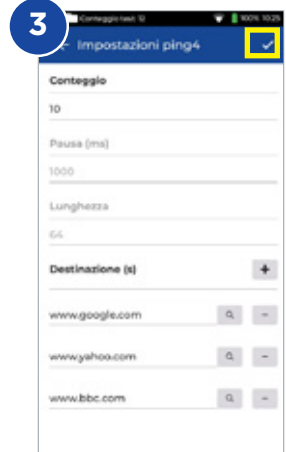 3
Conteggio test: 12 100% 10:25
Impostazioni ping4
Conteggio
10
Pausa (ms)
1000
Lunghezza
64
Destinazione (s)
+
www.google.com
-
www.yahoo.com
-
www.bbc.com
-